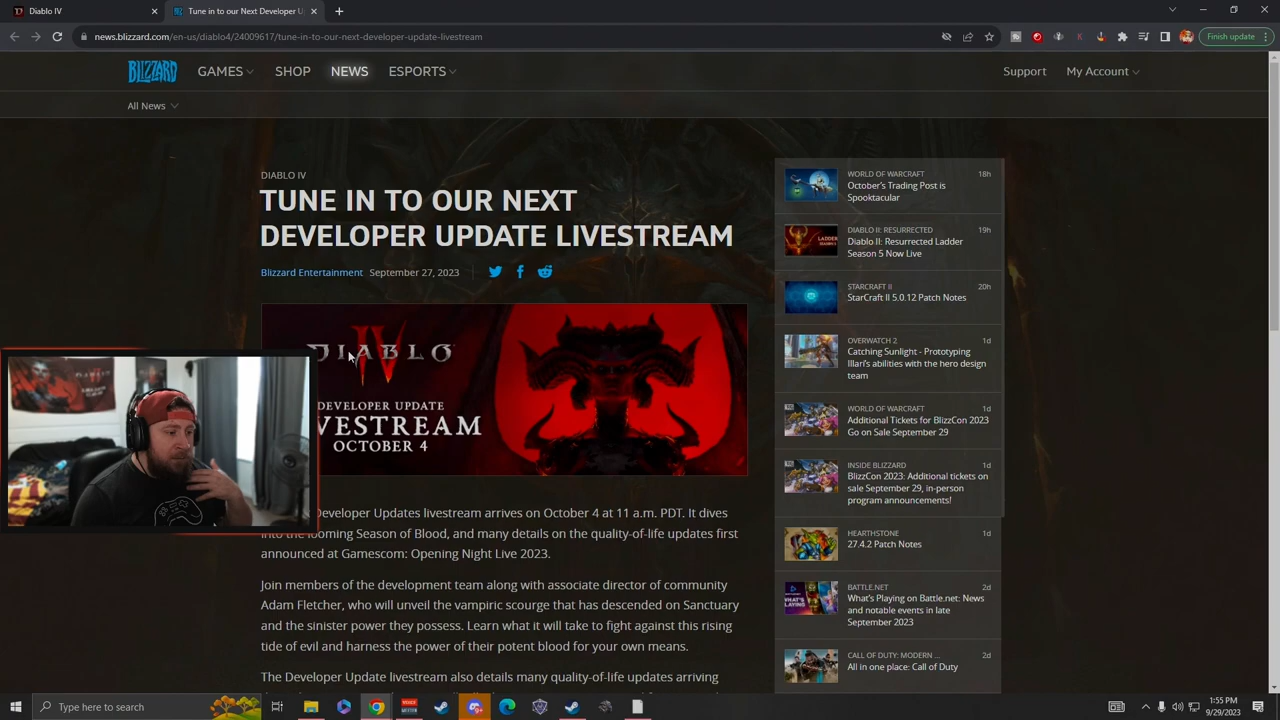 Diablo IV
Tune in to our Next Developer U
news.blizzard.com/en-us/diablo4/24009617/tune-in-to-our-next-developer-update-livestream
Finish update
BLIZZARD
GAMES
SHOP
NEWS
ESPORTS
Support
My Account
All News
DIABLO IV
TUNE IN TO OUR NEXT
DEVELOPER UPDATE LIVESTREAM
Blizzard Entertainment
September 27, 2023
DIABLO
IV
DEVELOPER UPDATE
VESTREAM
OCTOBER 4
Developer Updates livestream arrives on October 4 at 11 a.m. PDT. It dives
into the looming Season of Blood, and many details on the quality-of-life updates first
announced at Gamescom: Opening Night Live 2023.
Join members of the development team along with associate director of community
Adam Fletcher, who will unveil the vampiric scourge that has descended on Sanctuary
and the sinister power they possess. Learn what it will take to fight against this rising
tide of evil and harness the power of their potent blood for your own means.
The Developer Update livestream also details many quality-of-life updates arriving
WORLD OF WARCRAFT
18h
October's Trading Post is
Spooktacular
DIABLO II: RESURRECTED
19h
Diablo II: Resurrected Ladder
Season 5 Now Live
STARCRAFT II
20h
StarCraft II 5.0.12 Patch Notes
OVERWATCH 2
1d
Catching Sunlight - Prototyping
Illari's abilities with the hero design
team
WORLD OF WARCRAFT
1d
Additional Tickets for BlizzCon 2023
Go on Sale September 29
INSIDE BLIZZARD
1d
BlizzCon 2023: Additional tickets on
sale September 29, in-person
program announcements!
HEARTHSTONE
1d
27.4.2 Patch Notes
BATTLE.NET
2d
What's Playing on Battle.net: News
and notable events in late
September 2023
CALL OF DUTY: MODERN ...
2d
All in one place: Call of Duty
Type here to search
1:55 PM
9/29/2023